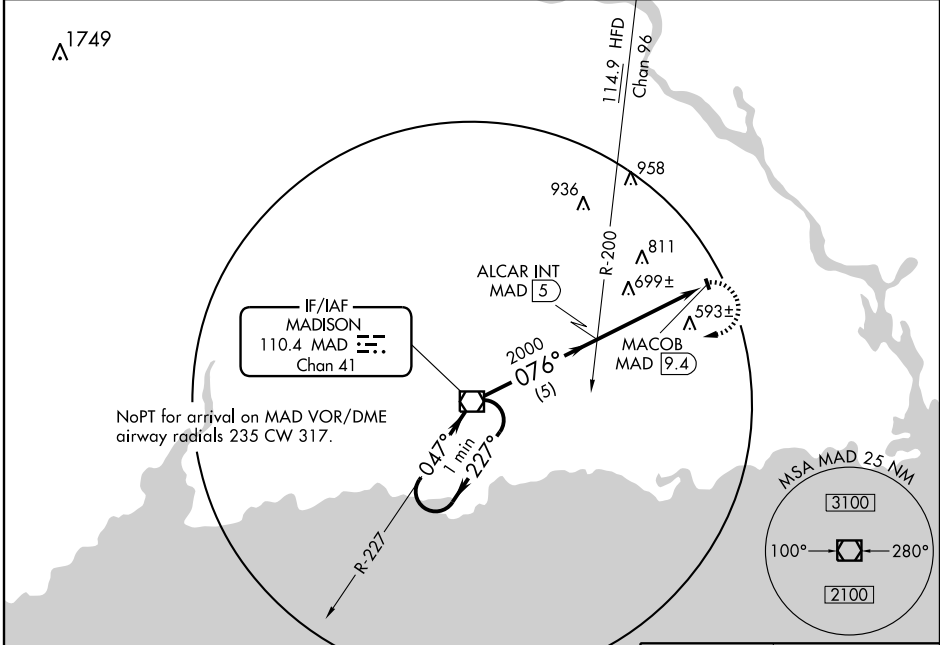 1749
114.9 HFD
Chan 96
958
936
R-200
811
699±
ALCAR INT
MAD 5
593±
MACOB
MAD 9.4
IF/IAF
MADISON
110.4 MAD
Chan 41
2000
076°
(5)
NoPT for arrival on MAD VOR/DME
airway radials 235 CW 317.
047°
1 min
227°
R-227
MSA MAD 25 NM
3100
100°
280°
2100